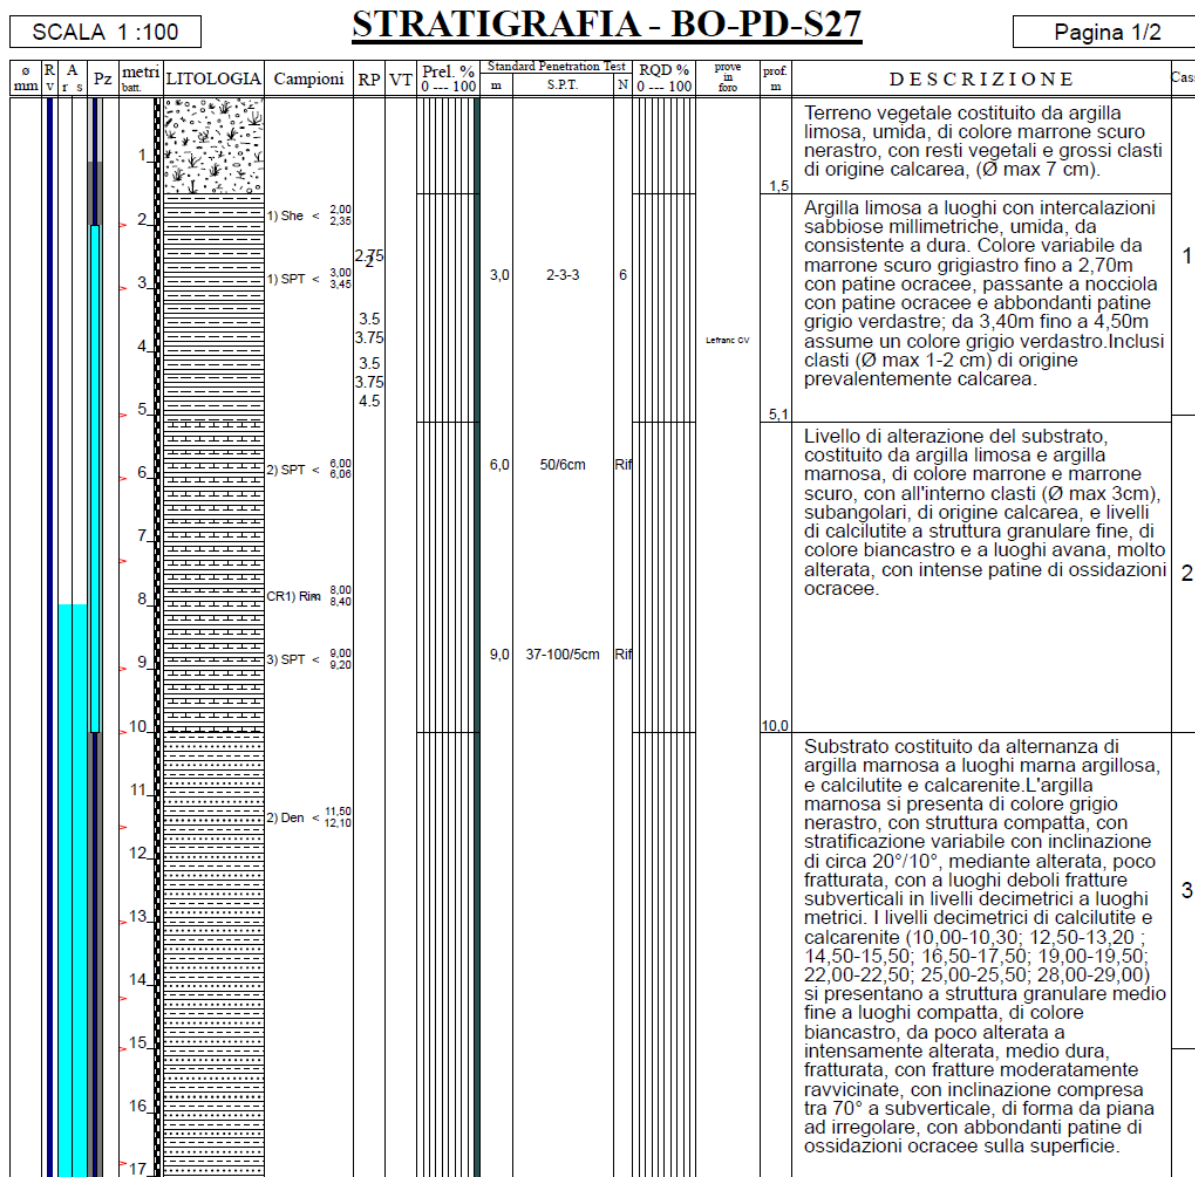 SCALA 1 :100
STRATIGRAFIA - BO-PD-S27
Pagina 1/2
ø mm
R v
A r s
Pz
metri batt.
LITOLOGIA
Campioni
RP
VT
Prel. % 0 --- 100
Standard Penetration Test
m
S.P.T.
N
RQD % 0 --- 100
prove in foro
prof. m
DESCRIZIONE
Cass
Terreno vegetale costituito da argilla
limosa, umida, di colore marrone scuro
nerastro, con resti vegetali e grossi clasti
di origine calcarea, (Ø max 7 cm).
1
1,5
2
1) She < 2,00 2,35
Argilla limosa a luoghi con intercalazioni
sabbiose millimetriche, umida, da
consistente a dura. Colore variabile da
marrone scuro grigiastro fino a 2,70m
con patine ocracee, passante a nocciola
con patine ocracee e abbondanti patine
grigio verdastre; da 3,40m fino a 4,50m
assume un colore grigio verdastro.Inclusi
clasti (Ø max 1-2 cm) di origine
prevalentemente calcarea.
1
2.75
2
3
1) SPT < 3,00 3,45
3,0
2-3-3
6
3.5
3.75
Lefranc CV
4
3.5
3.75
4.5
5
5,1
Livello di alterazione del substrato,
costituito da argilla limosa e argilla
marnosa, di colore marrone e marrone
scuro, con all'interno clasti (Ø max 3cm),
subangolari, di origine calcarea, e livelli
di calcilutite a struttura granulare fine, di
colore biancastro e a luoghi avana, molto
alterata, con intense patine di ossidazioni
ocracee.
2
6
2) SPT < 6,00 6,06
6,0
50/6cm
Rif
7
8
CR1) Rim 8,00 8,40
9
3) SPT < 9,00 9,20
9,0
37-100/5cm
Rif
10
10,0
Substrato costituito da alternanza di
argilla marnosa a luoghi marna argillosa,
e calcilutite e calcarenite.L'argilla
marnosa si presenta di colore grigio
nerastro, con struttura compatta, con
stratificazione variabile con inclinazione
di circa 20°/10°, mediante alterata, poco
fratturata, con a luoghi deboli fratture
subverticali in livelli decimetrici a luoghi
metrici. I livelli decimetrici di calcilutite e
calcarenite (10,00-10,30; 12,50-13,20 ;
14,50-15,50; 16,50-17,50; 19,00-19,50;
22,00-22,50; 25,00-25,50; 28,00-29,00)
si presentano a struttura granulare medio
fine a luoghi compatta, di colore
biancastro, da poco alterata a
intensamente alterata, medio dura,
fratturata, con fratture moderatamente
ravvicinate, con inclinazione compresa
tra 70° a subverticale, di forma da piana
ad irregolare, con abbondanti patine di
ossidazioni ocracee sulla superficie.
3
11
2) Den < 11,50 12,10
12
13
14
15
16
17